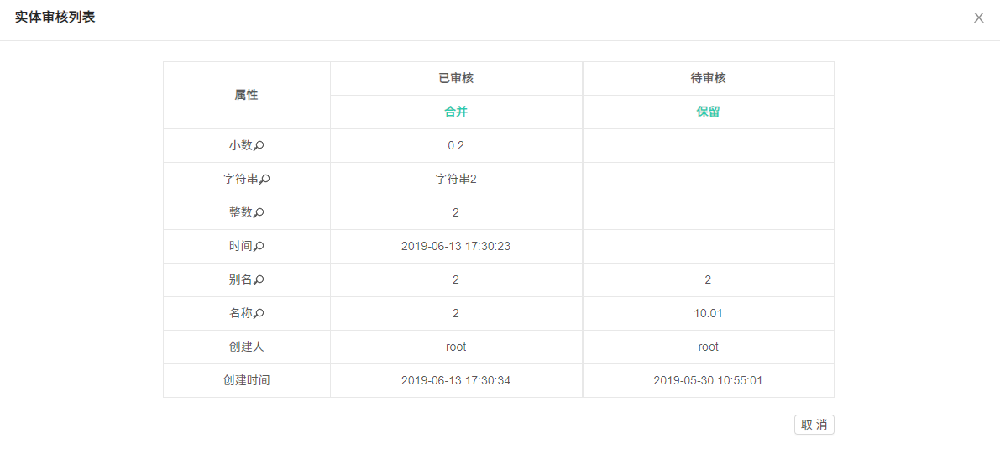 实体审核列表
属性 已审核 待审核
合并 保留
小数 0.2
字符串 字符串2
整数 2
时间 2019-06-13 17:30:23
别名 2 2
名称 2 10.01
创建人 root root
创建时间 2019-06-13 17:30:34 2019-05-30 10:55:01
取 消